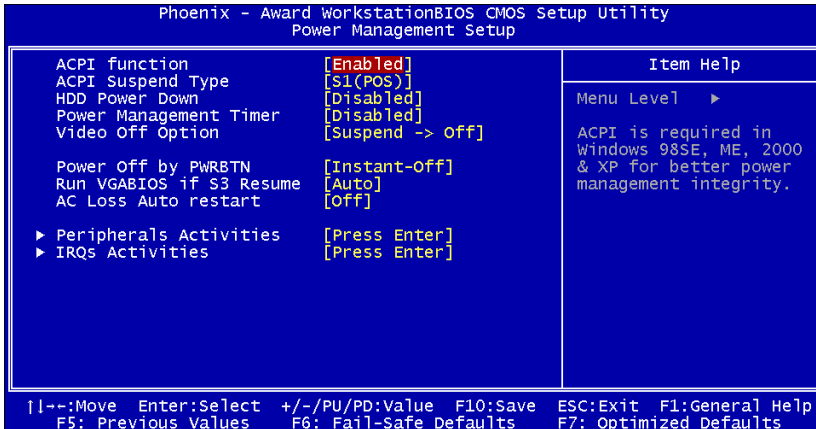 Phoenix - Award WorkstationBIOS CMOS Setup Utility
Power Management Setup
ACPI function [Enabled]
ACPI Suspend Type [S1(POS)]
HDD Power Down [Disabled]
Power Management Timer [Disabled]
Video Off Option [Suspend -> Off]
Power Off by PWRBTN [Instant-Off]
Run VGABIOS if S3 Resume [Auto]
AC Loss Auto restart [Off]
▶ Peripherals Activities [Press Enter]
▶ IRQs Activities [Press Enter]
Item Help
Menu Level ▶
ACPI is required in
Windows 98SE, ME, 2000
& XP for better power
management integrity.
↑↓→←:Move Enter:Select +/-/PU/PD:Value F10:Save ESC:Exit F1:General Help
F5: Previous Values F6: Fail-Safe Defaults F7: Optimized Defaults